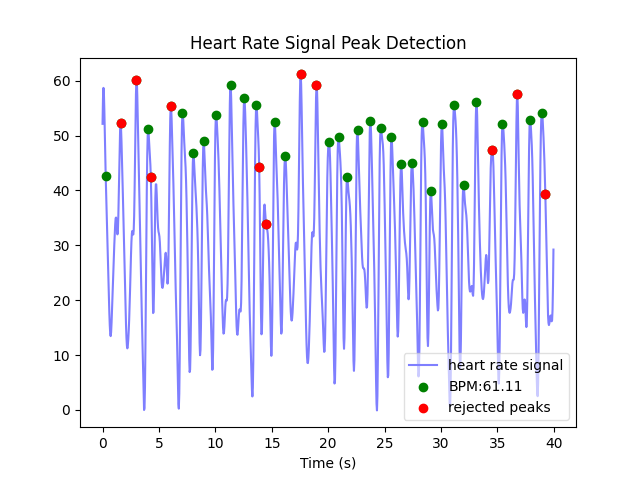 Heart Rate Signal Peak Detection
60
50
40
30
20
10
0
heart rate signal
BPM:61.11
rejected peaks
0 5 10 15 20 25 30 35 40
Time (s)